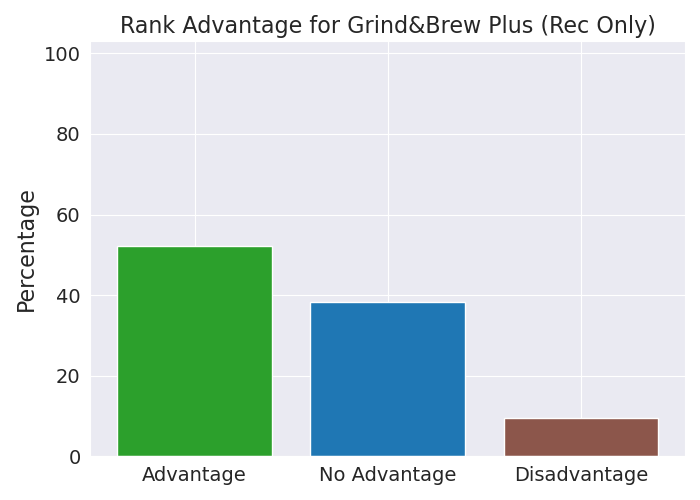 Rank Advantage for Grind&Brew Plus (Rec Only)
Percentage
100
80
60
40
20
0
Advantage
No Advantage
Disadvantage